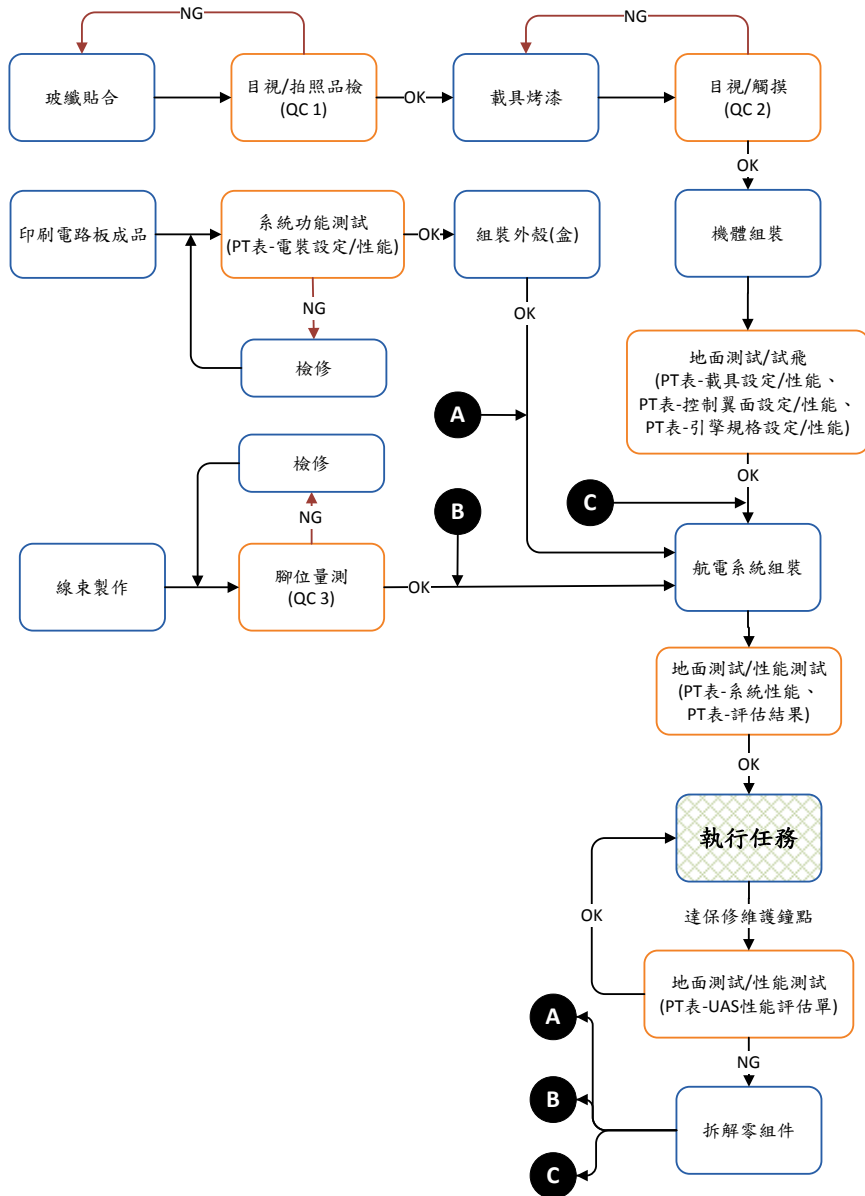 NG
NG
玻纖貼合
目視/拍照品檢
(QC 1)
OK
載具烤漆
目視/觸摸
(QC 2)
OK
印刷電路板成品
系統功能測試
(PT表-電裝設定/性能)
OK
組裝外殼(盒)
機體組裝
NG
OK
檢修
地面測試/試飛
(PT表-載具設定/性能、
PT表-控制翼面設定/性能、
PT表-引擎規格設定/性能)
A
OK
檢修
B
C
NG
線束製作
腳位量測
(QC 3)
OK
航電系統組裝
地面測試/性能測試
(PT表-系統性能、
PT表-評估結果)
OK
執行任務
OK
達保修維護鐘點
地面測試/性能測試
(PT表-UAS性能評估單)
A
NG
B
拆解零組件
C